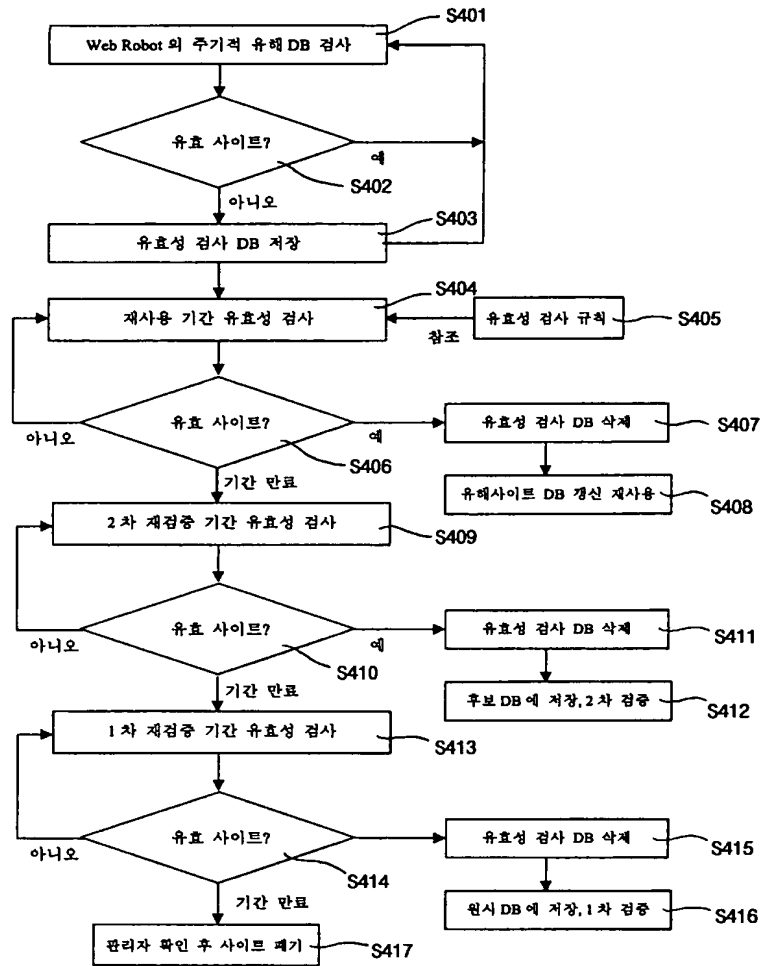 S401
Web Robot 의 주기적 유해 DB 검사
유효 사이트?
예
S402
아니오
S403
유효성 검사 DB 저장
S404
재사용 기간 유효성 검사
유효성 검사 규칙
S405
참조
유효 사이트?
아니오
예
S406
유효성 검사 DB 삭제
S407
기간 만료
유해사이트 DB 갱신 재사용
S408
2 차 재검증 기간 유효성 검사
S409
유효 사이트?
아니오
예
S410
유효성 검사 DB 삭제
S411
기간 만료
후보 DB 에 저장, 2 차 검증
S412
1 차 재검증 기간 유효성 검사
S413
유효 사이트?
아니오
S414
유효성 검사 DB 삭제
S415
기간 만료
원시 DB 에 저장, 1 차 검증
S416
관리자 확인 후 사이트 폐기
S417